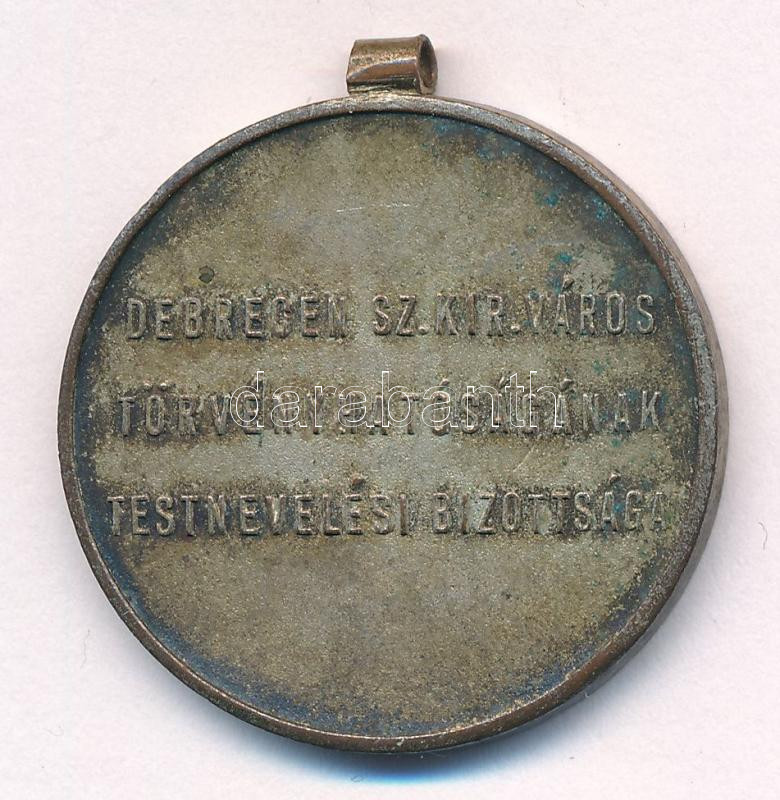 DEBRECEN SZ.KIR.VÁROS
TÖRVÉNYHATÓSÁGÁNAK
darabanth
TESTNEVELÉSI BIZOTTSÁGA